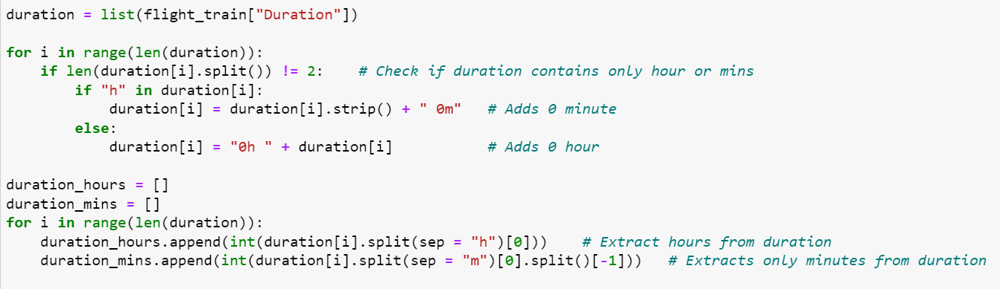 duration = list(flight_train["Duration"])

for i in range(len(duration)):
    if len(duration[i].split()) != 2:    # Check if duration contains only hour or mins
        if "h" in duration[i]:
            duration[i] = duration[i].strip() + " 0m"   # Adds 0 minute
        else:
            duration[i] = "0h " + duration[i]           # Adds 0 hour

duration_hours = []
duration_mins = []
for i in range(len(duration)):
    duration_hours.append(int(duration[i].split(sep = "h")[0]))    # Extract hours from duration
    duration_mins.append(int(duration[i].split(sep = "m")[0].split()[-1]))   # Extracts only minutes from duration